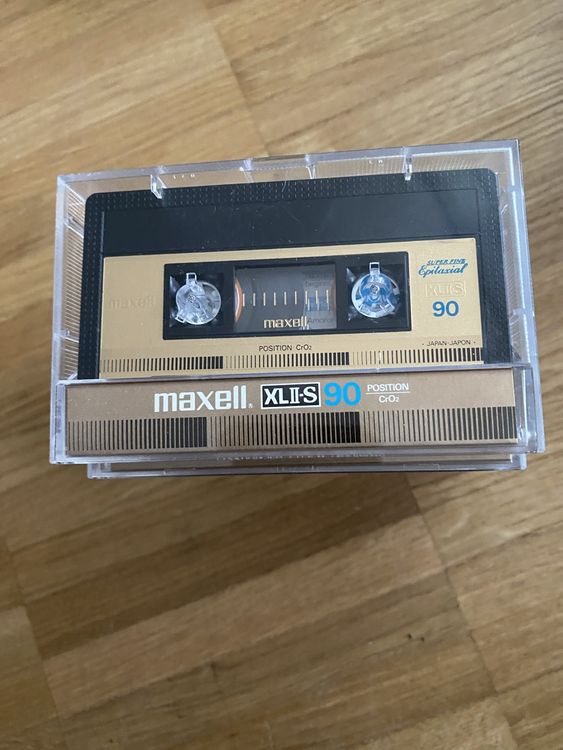 SUPER FINE
Epitaxial
maxell
XLII-S
90
maxell
POSITION·CrO2
·JAPAN·JAPON·
maxell® XLII-S 90 POSITION
CrO2